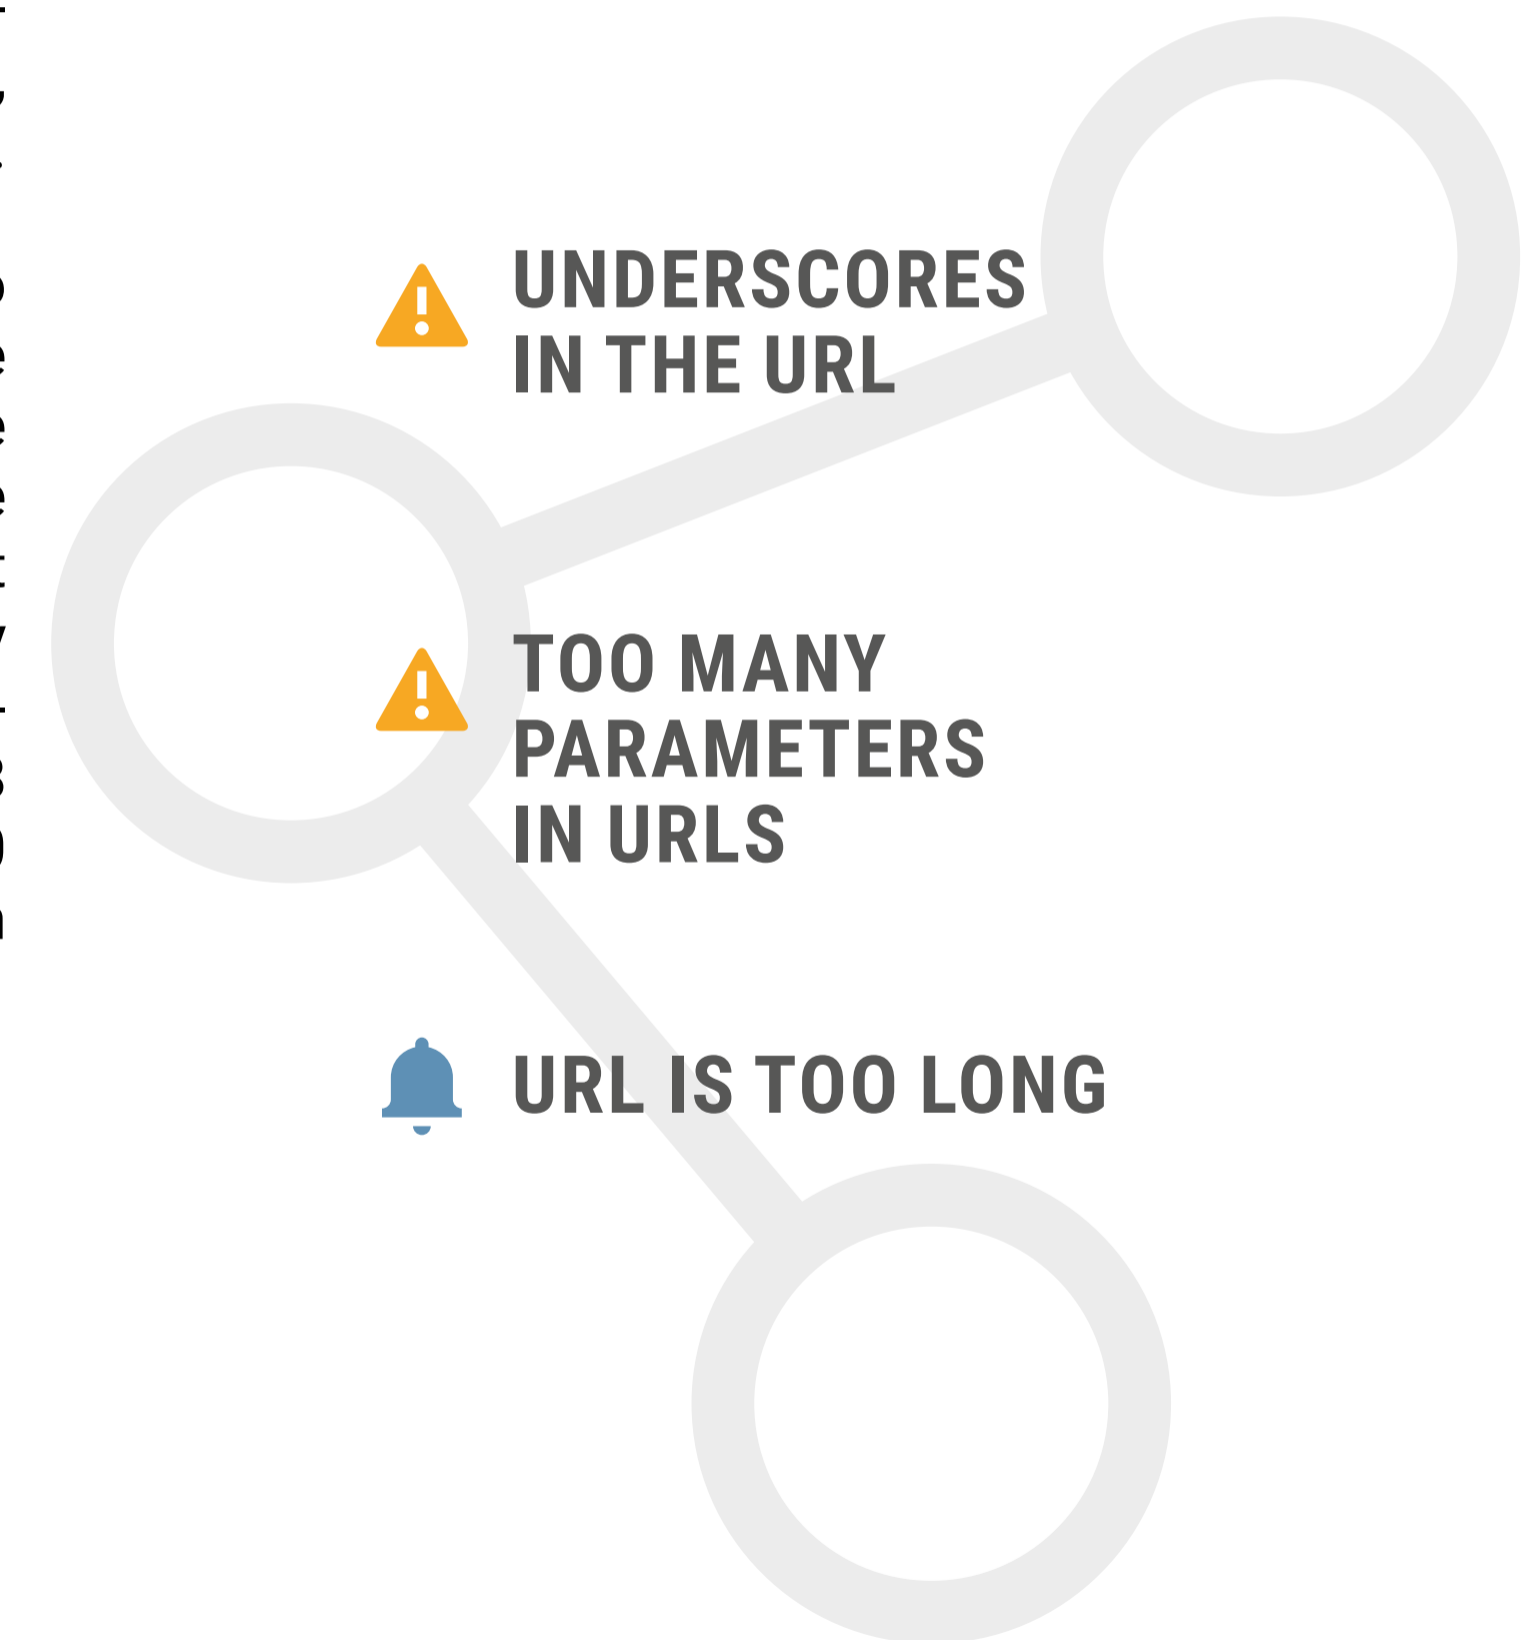 UNDERSCORES
IN THE URL
TOO MANY
PARAMETERS
IN URLS
URL IS TOO LONG